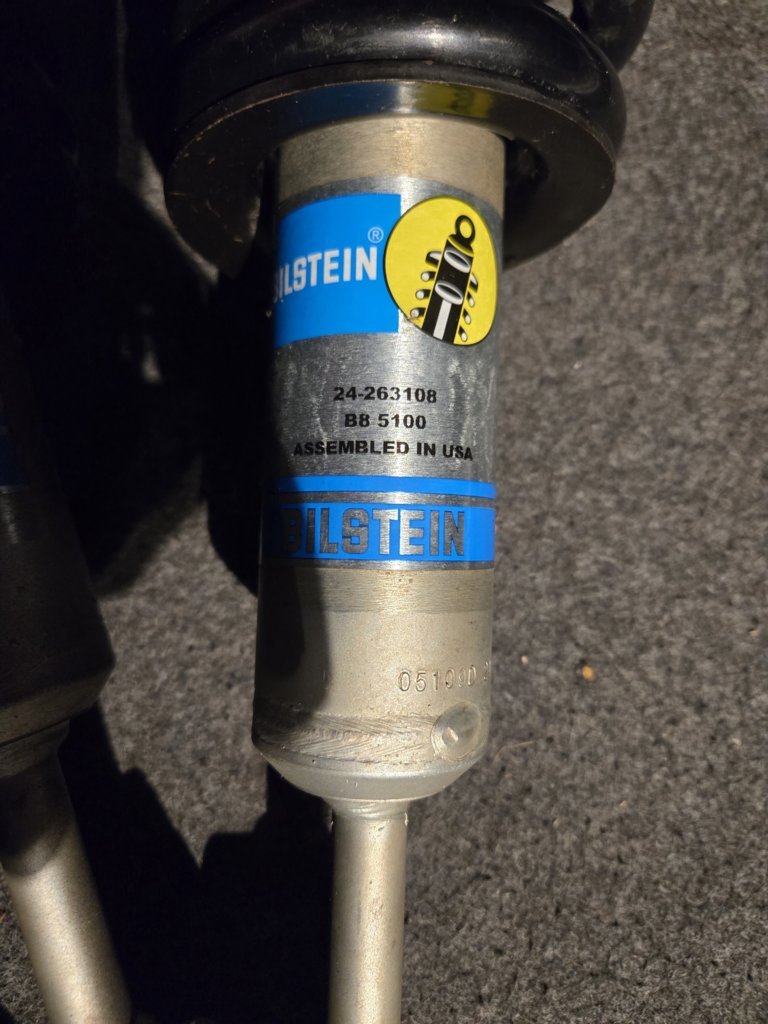 BILSTEIN®
24-263108
B8 5100
ASSEMBLED IN USA
BILSTEIN